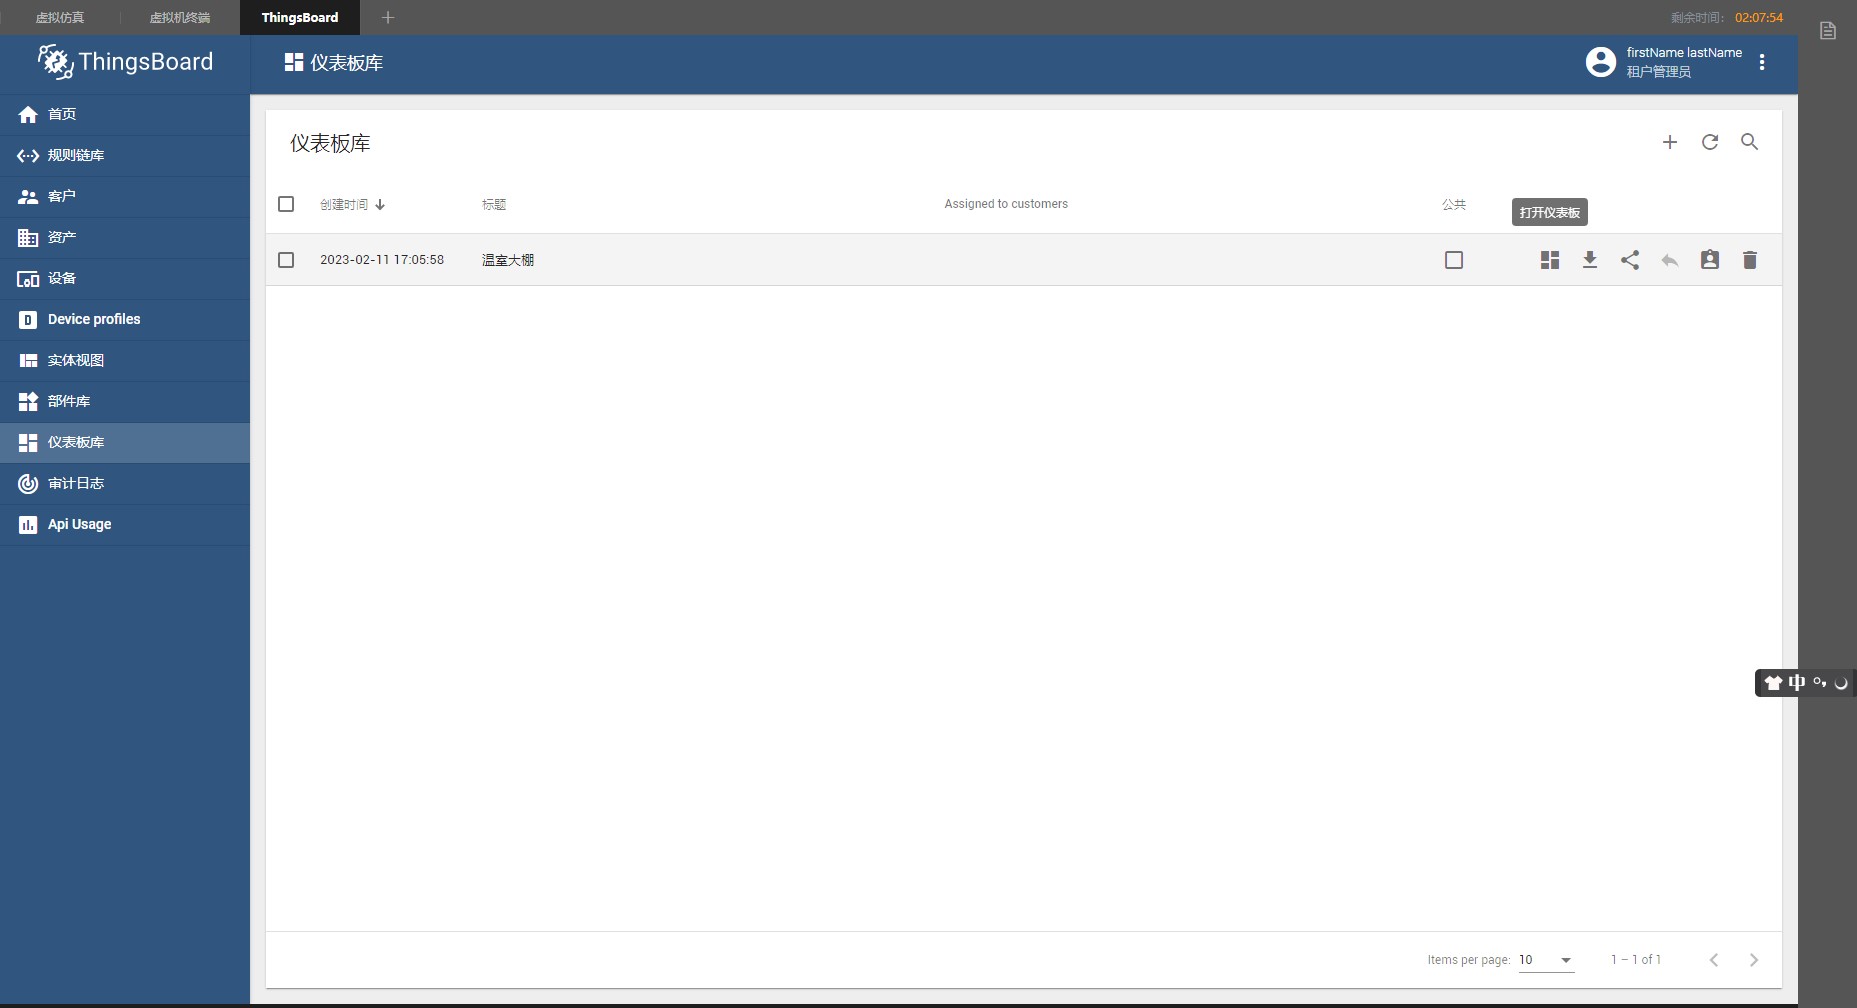 虚拟仿真 虚拟机终端 ThingsBoard 剩余时间: 02:07:54
ThingsBoard
仪表板库
firstName lastName
租户管理员
首页
规则链库
客户
资产
设备
Device profiles
实体视图
部件库
仪表板库
审计日志
Api Usage
仪表板库
创建时间 标题 Assigned to customers 公共
打开仪表板
2023-02-11 17:05:58 温室大棚
中
Items per page: 10 1 – 1 of 1